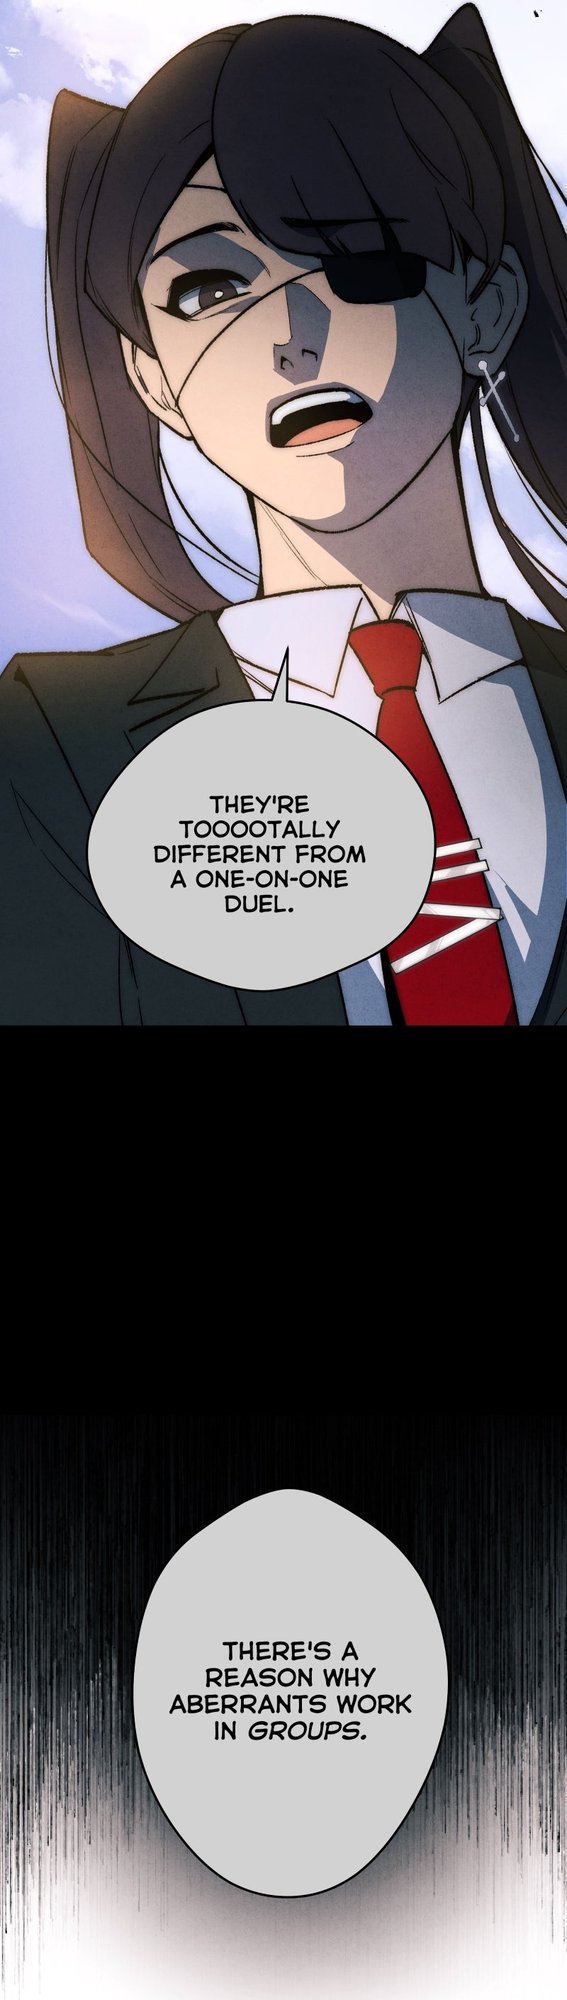 THEY'RE
TOOOOTALLY
DIFFERENT FROM
A ONE-ON-ONE
DUEL.
THERE'S A
REASON WHY
ABERRANTS WORK
IN GROUPS.